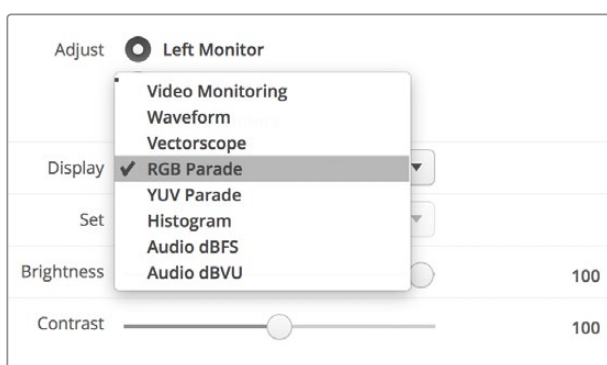 Adjust Left Monitor
Video Monitoring
Waveform
Vectorscope
Display ✔ RGB Parade
YUV Parade
Set Histogram
Audio dBFS
Brightness Audio dBVU 100
Contrast 100